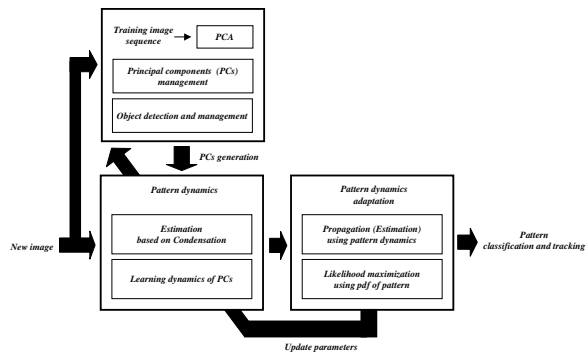 Training image
sequence
PCA
Principal components (PCs)
management
Object detection and management
PCs generation
Pattern dynamics
Estimation
based on Condensation
Learning dynamics of PCs
Pattern dynamics
adaptation
Propagation (Estimation)
using pattern dynamics
Likelihood maximization
using pdf of pattern
New image
Pattern
classification and tracking
Update parameters